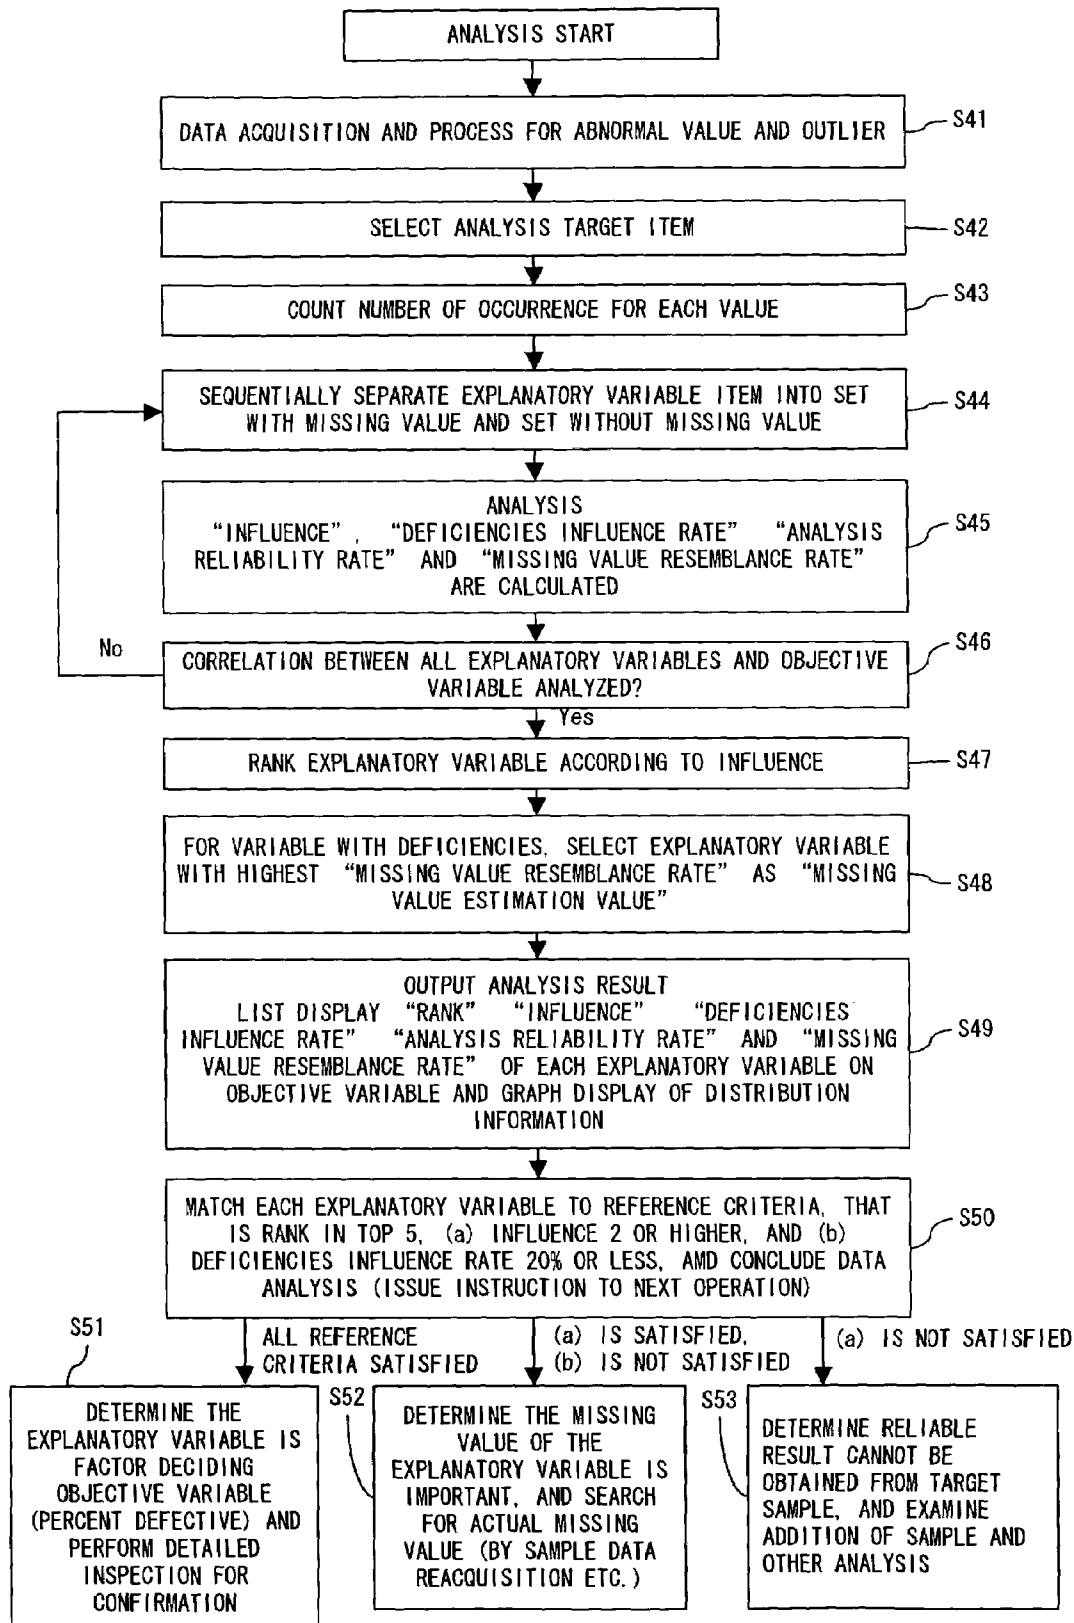 ANALYSIS START
DATA ACQUISITION AND PROCESS FOR ABNORMAL VALUE AND OUTLIER
S41
SELECT ANALYSIS TARGET ITEM
S42
COUNT NUMBER OF OCCURRENCE FOR EACH VALUE
S43
SEQUENTIALLY SEPARATE EXPLANATORY VARIABLE ITEM INTO SET
WITH MISSING VALUE AND SET WITHOUT MISSING VALUE
S44
ANALYSIS
“INFLUENCE”, “DEFICIENCIES INFLUENCE RATE” “ANALYSIS
RELIABILITY RATE” AND “MISSING VALUE RESEMBLANCE RATE”
ARE CALCULATED
S45
No
CORRELATION BETWEEN ALL EXPLANATORY VARIABLES AND OBJECTIVE
VARIABLE ANALYZED?
S46
Yes
RANK EXPLANATORY VARIABLE ACCORDING TO INFLUENCE
S47
FOR VARIABLE WITH DEFICIENCIES, SELECT EXPLANATORY VARIABLE
WITH HIGHEST “MISSING VALUE RESEMBLANCE RATE” AS “MISSING
VALUE ESTIMATION VALUE”
S48
OUTPUT ANALYSIS RESULT
LIST DISPLAY “RANK” “INFLUENCE” “DEFICIENCIES
INFLUENCE RATE” “ANALYSIS RELIABILITY RATE” AND “MISSING
VALUE RESEMBLANCE RATE” OF EACH EXPLANATORY VARIABLE ON
OBJECTIVE VARIABLE AND GRAPH DISPLAY OF DISTRIBUTION
INFORMATION
S49
MATCH EACH EXPLANATORY VARIABLE TO REFERENCE CRITERIA, THAT
IS RANK IN TOP 5, (a) INFLUENCE 2 OR HIGHER, AND (b)
DEFICIENCIES INFLUENCE RATE 20% OR LESS, AMD CONCLUDE DATA
ANALYSIS (ISSUE INSTRUCTION TO NEXT OPERATION)
S50
S51
ALL REFERENCE
CRITERIA SATISFIED
(a) IS SATISFIED,
(b) IS NOT SATISFIED
(a) IS NOT SATISFIED
DETERMINE THE
EXPLANATORY VARIABLE IS
FACTOR DECIDING
OBJECTIVE VARIABLE
(PERCENT DEFECTIVE) AND
PERFORM DETAILED
INSPECTION FOR
CONFIRMATION
S52
DETERMINE THE MISSING
VALUE OF THE
EXPLANATORY VARIABLE IS
IMPORTANT, AND SEARCH
FOR ACTUAL MISSING
VALUE (BY SAMPLE DATA
REACQUISITION ETC.)
S53
DETERMINE RELIABLE
RESULT CANNOT BE
OBTAINED FROM TARGET
SAMPLE, AND EXAMINE
ADDITION OF SAMPLE AND
OTHER ANALYSIS